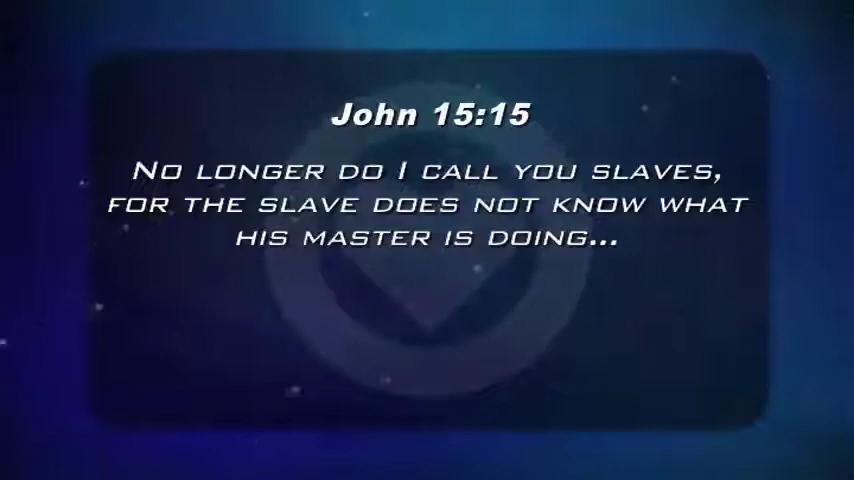 John 15:15
No longer do I call you slaves,
for the slave does not know what
his master is doing...